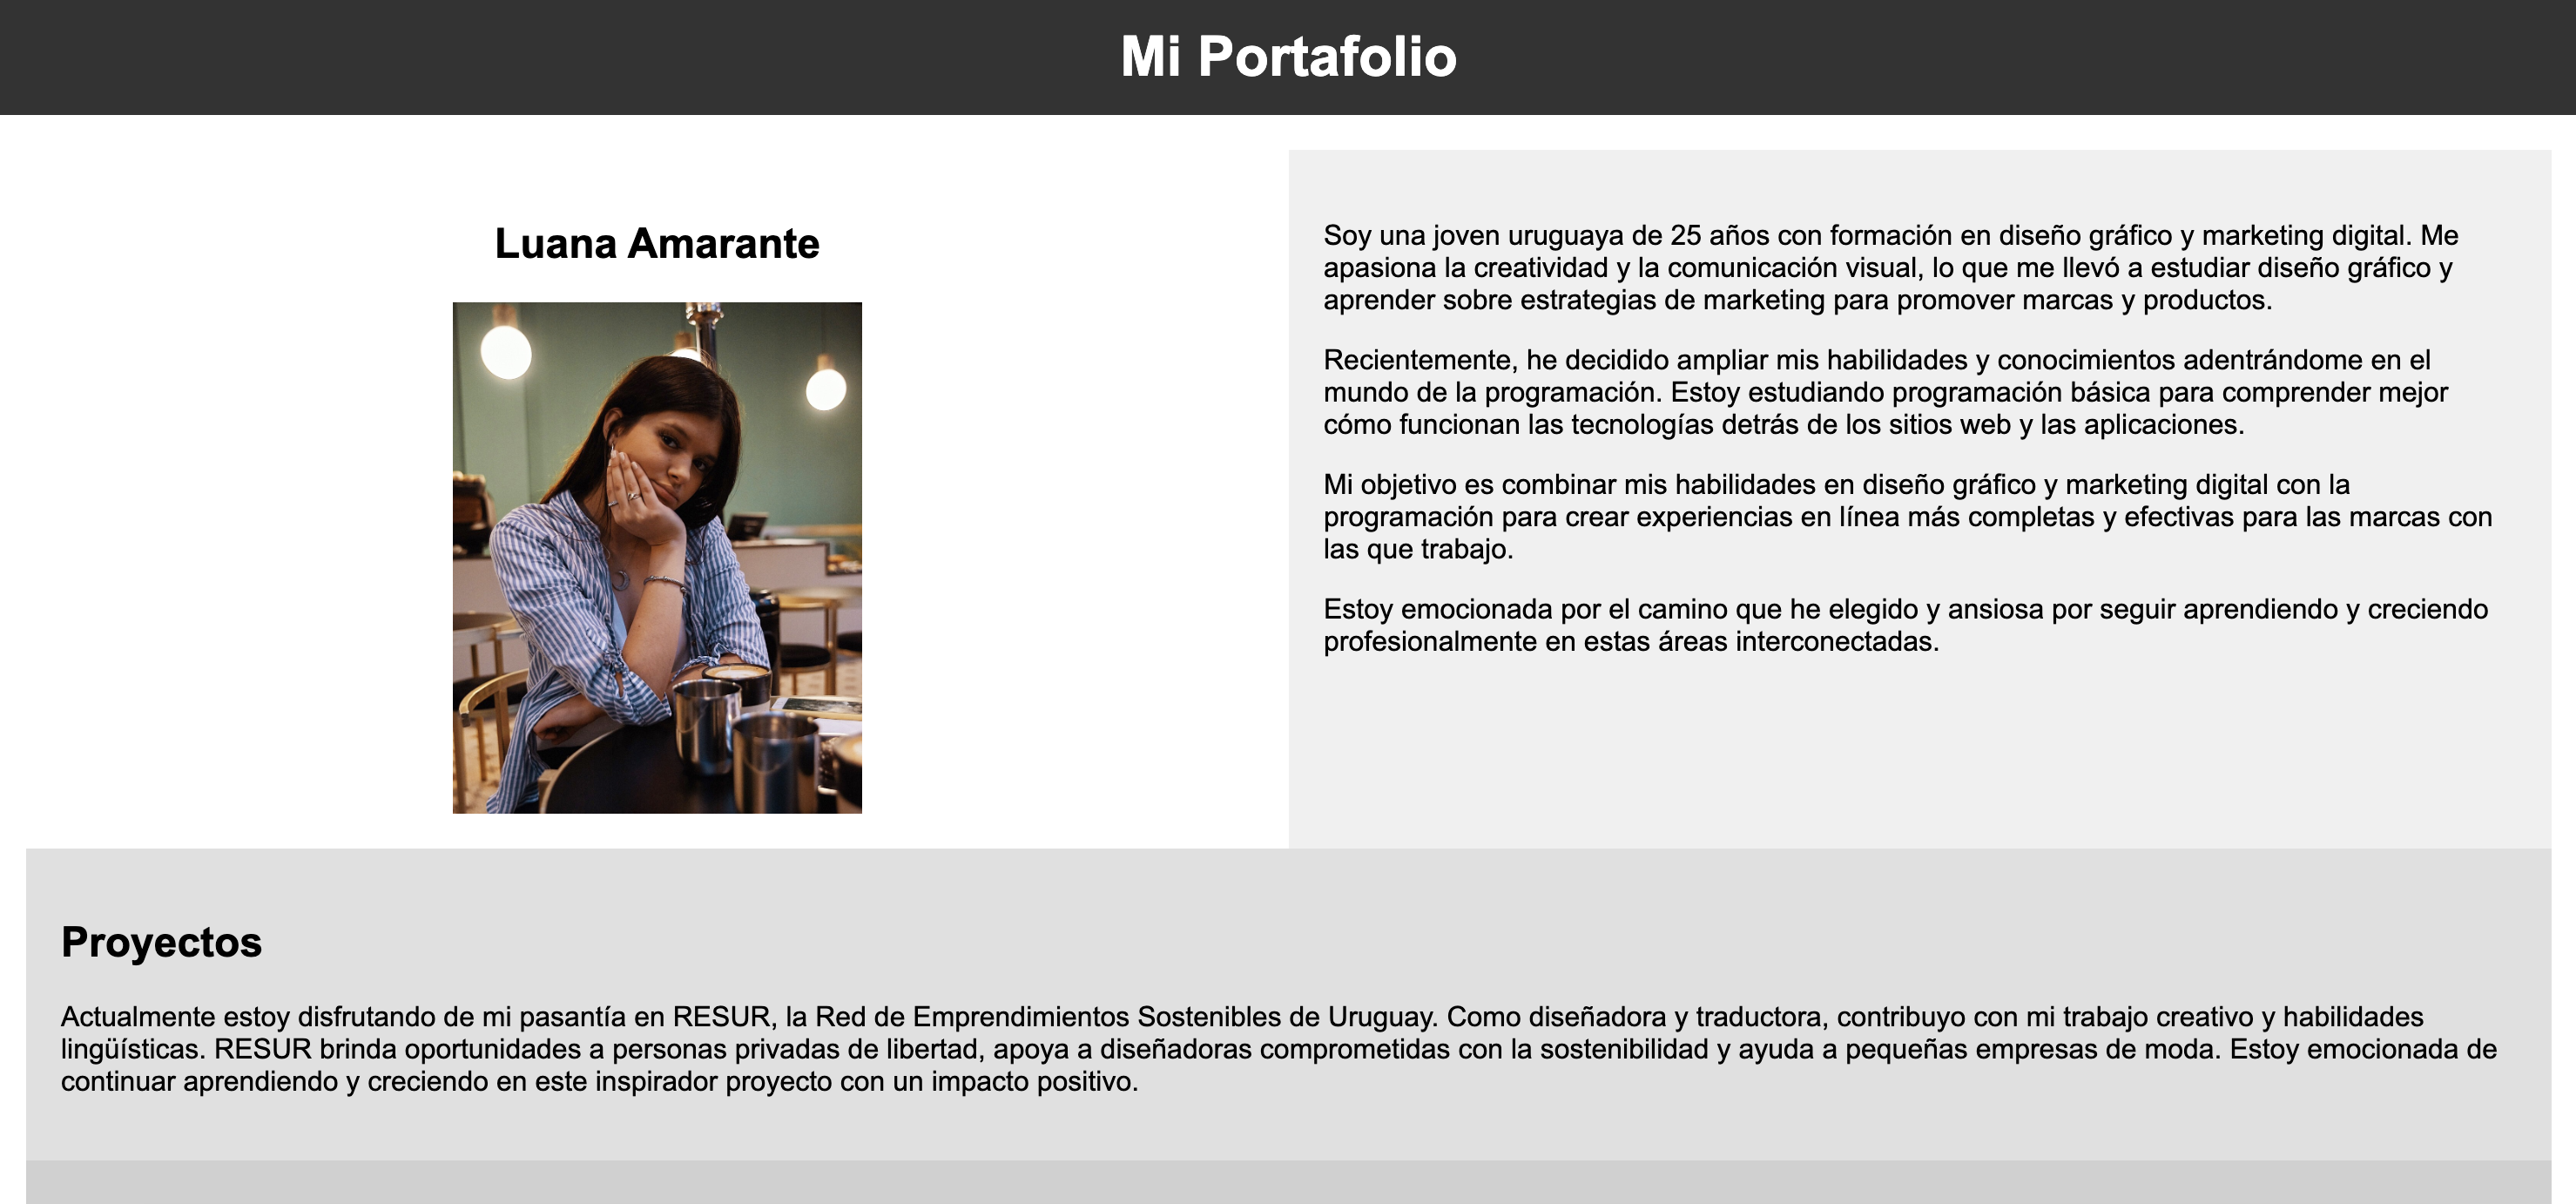 Mi Portafolio
Luana Amarante
Soy una joven uruguaya de 25 años con formación en diseño gráfico y marketing digital. Me
apasiona la creatividad y la comunicación visual, lo que me llevó a estudiar diseño gráfico y
aprender sobre estrategias de marketing para promover marcas y productos.
Recientemente, he decidido ampliar mis habilidades y conocimientos adentrándome en el
mundo de la programación. Estoy estudiando programación básica para comprender mejor
cómo funcionan las tecnologías detrás de los sitios web y las aplicaciones.
Mi objetivo es combinar mis habilidades en diseño gráfico y marketing digital con la
programación para crear experiencias en línea más completas y efectivas para las marcas con
las que trabajo.
Estoy emocionada por el camino que he elegido y ansiosa por seguir aprendiendo y creciendo
profesionalmente en estas áreas interconectadas.
Proyectos
Actualmente estoy disfrutando de mi pasantía en RESUR, la Red de Emprendimientos Sostenibles de Uruguay. Como diseñadora y traductora, contribuyo con mi trabajo creativo y habilidades
lingüísticas. RESUR brinda oportunidades a personas privadas de libertad, apoya a diseñadoras comprometidas con la sostenibilidad y ayuda a pequeñas empresas de moda. Estoy emocionada de
continuar aprendiendo y creciendo en este inspirador proyecto con un impacto positivo.